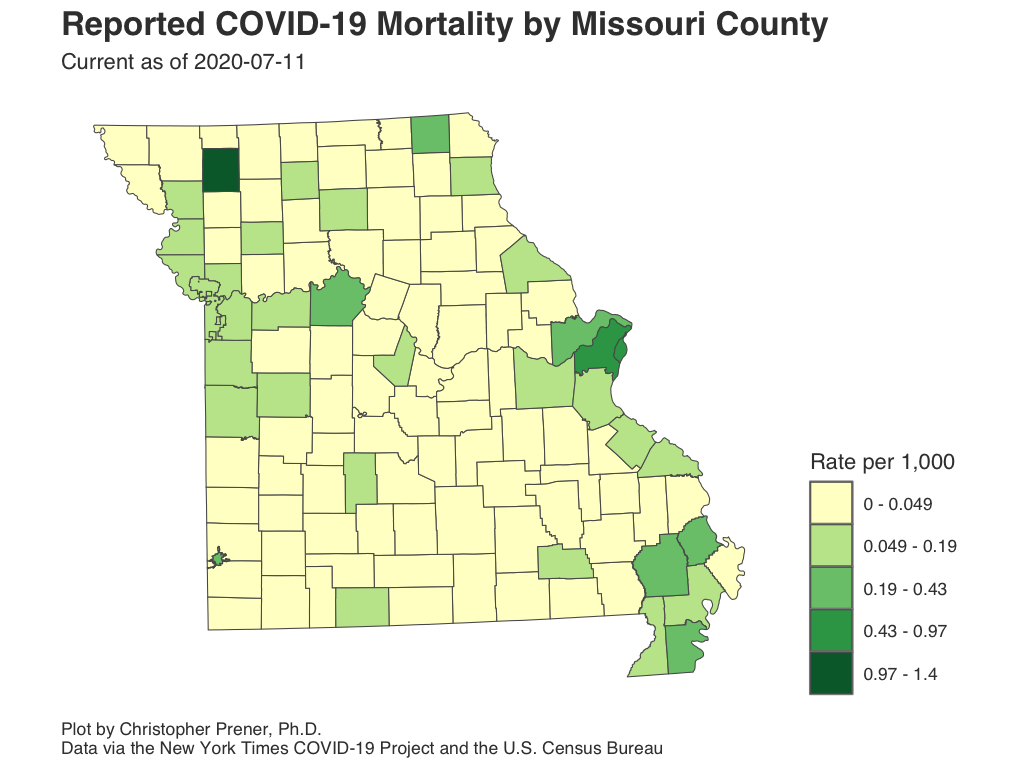 Reported COVID-19 Mortality by Missouri County
Current as of 2020-07-11
Rate per 1,000
0 - 0.049
0.049 - 0.19
0.19 - 0.43
0.43 - 0.97
0.97 - 1.4
Plot by Christopher Prener, Ph.D.
Data via the New York Times COVID-19 Project and the U.S. Census Bureau